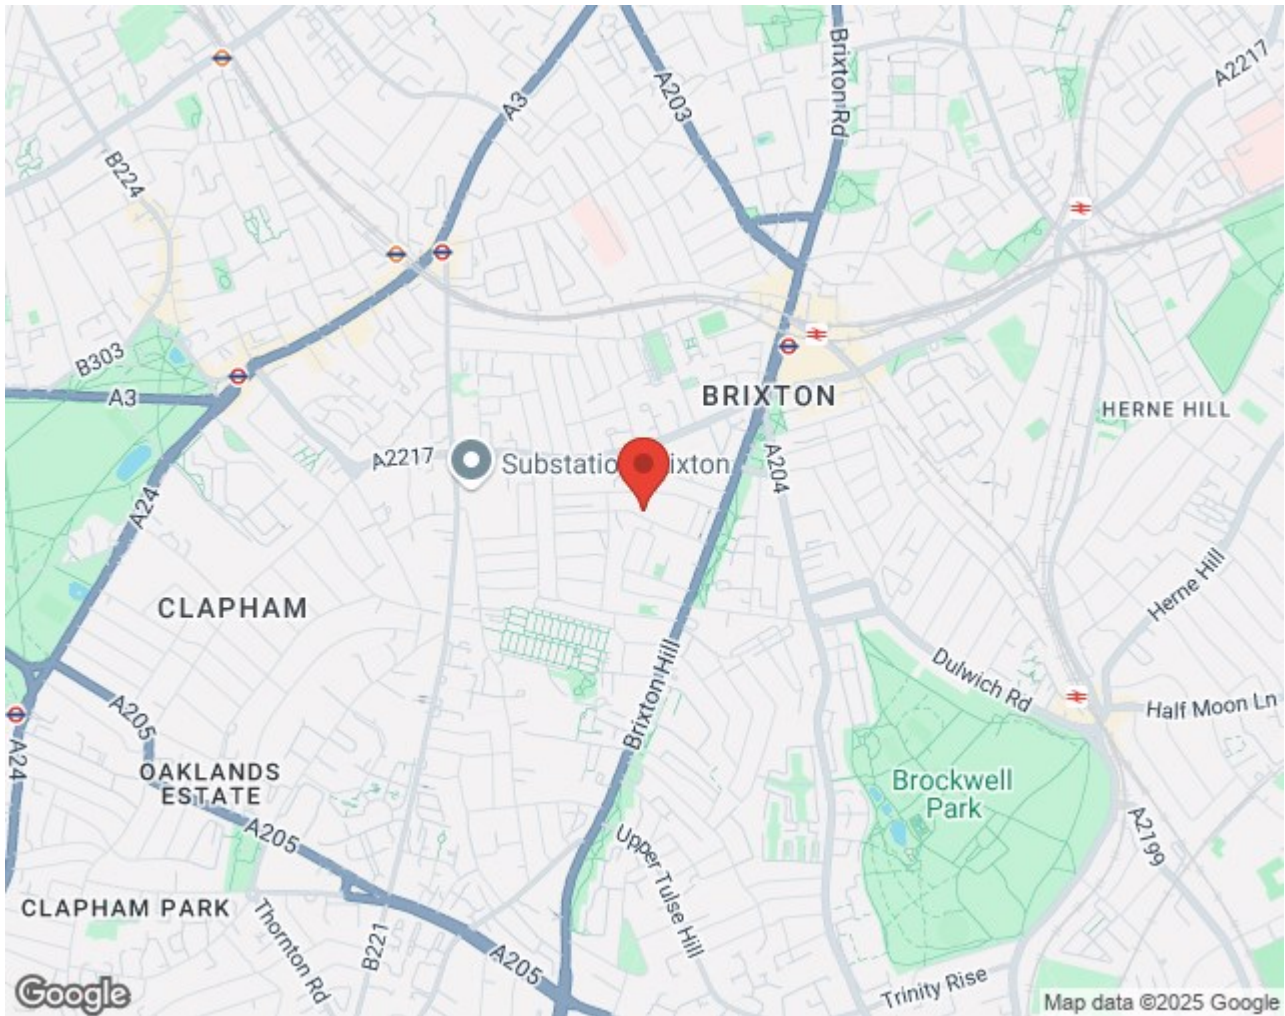 A3
A203
Brixton Rd
A2217
B224
B303
A3
BRIXTON
HERNE HILL
A2217
Substatio
ixton
A204
A24
CLAPHAM
Herne Hill
Dulwich Rd
Brixton Hill
Half Moon Ln
A205
A24
OAKLANDS
ESTATE
Brockwell
Park
A205
A2199
Upper Tulse Hill
CLAPHAM PARK
Thornton Rd
B221
A205
Trinity Rise
Google
Map data ©2025 Google